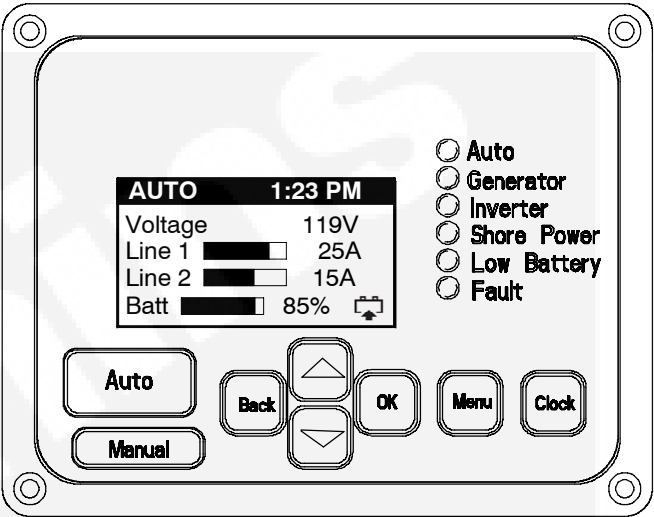 AUTO 1:23 PM
Voltage 119V
Line 1 25A
Line 2 15A
Batt 85%
Auto
Generator
Inverter
Shore Power
Low Battery
Fault
Auto
Manual
Back
OK
Menu
Clock